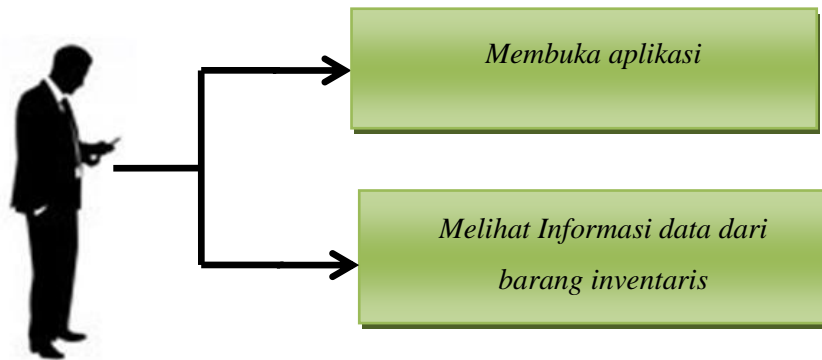 Membuka aplikasi
Melihat Informasi data dari
barang inventaris